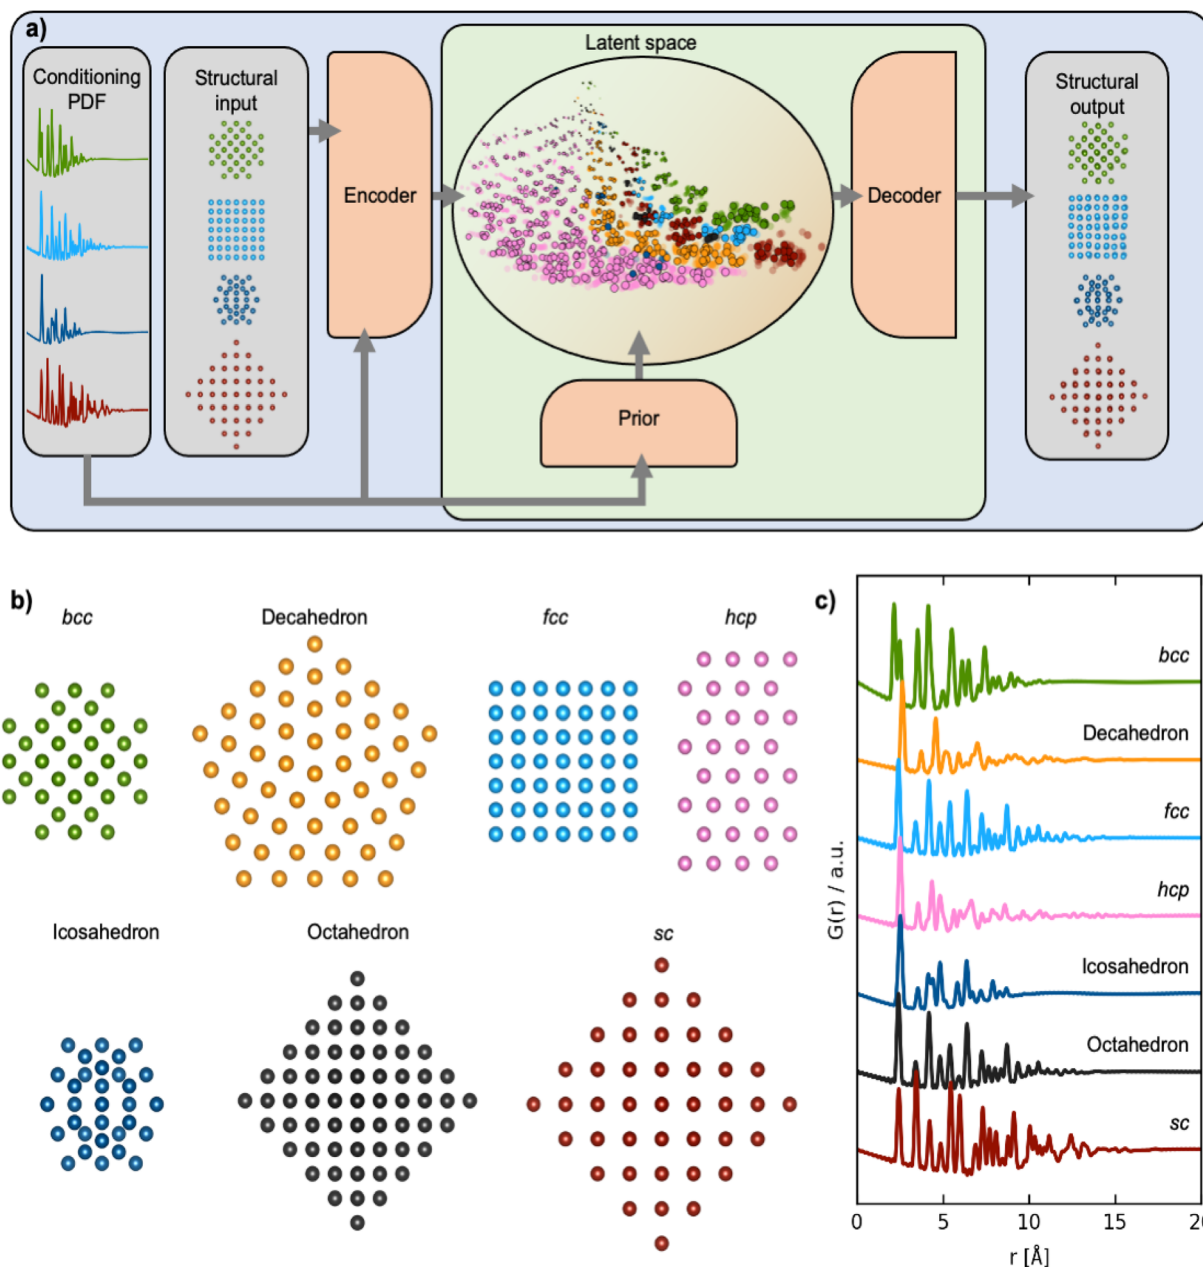 a)
Conditioning
PDF
Structural
input
Encoder
Latent space
Prior
Decoder
Structural
output
b)
bcc
Decahedron
fcc
hcp
Icosahedron
Octahedron
sc
c)
G(r) / a.u.
bcc
Decahedron
fcc
hcp
Icosahedron
Octahedron
sc
0 5 10 15 20
r [Å]